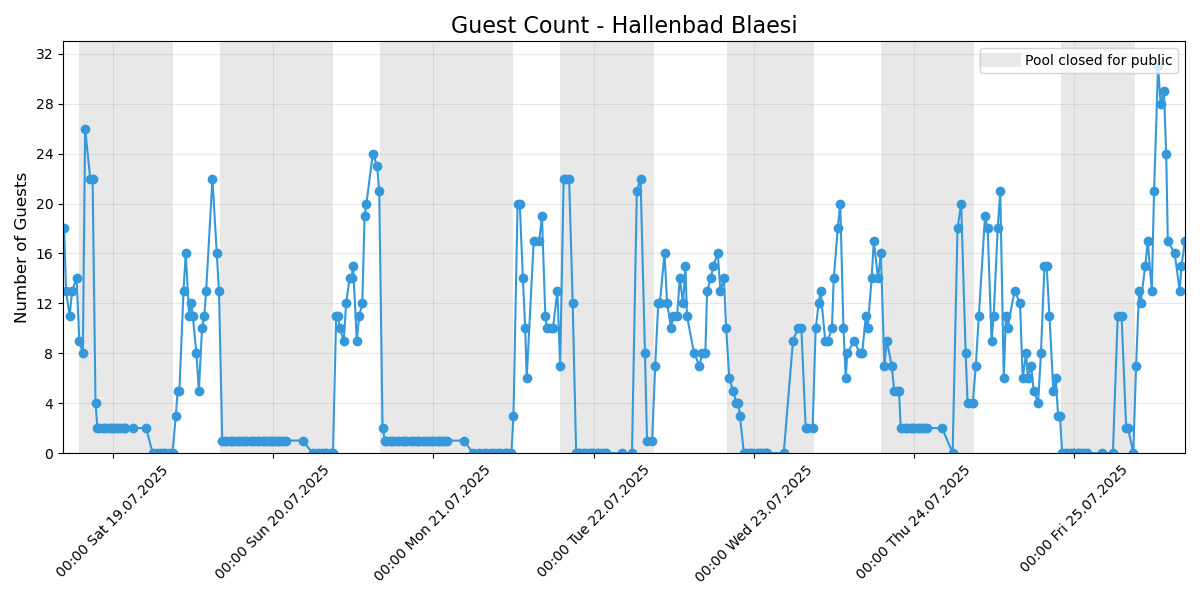 Guest Count - Hallenbad Blaesi
Pool closed for public
Number of Guests
32
28
24
20
16
12
8
4
0
00:00 Sat 19.07.2025
00:00 Sun 20.07.2025
00:00 Mon 21.07.2025
00:00 Tue 22.07.2025
00:00 Wed 23.07.2025
00:00 Thu 24.07.2025
00:00 Fri 25.07.2025